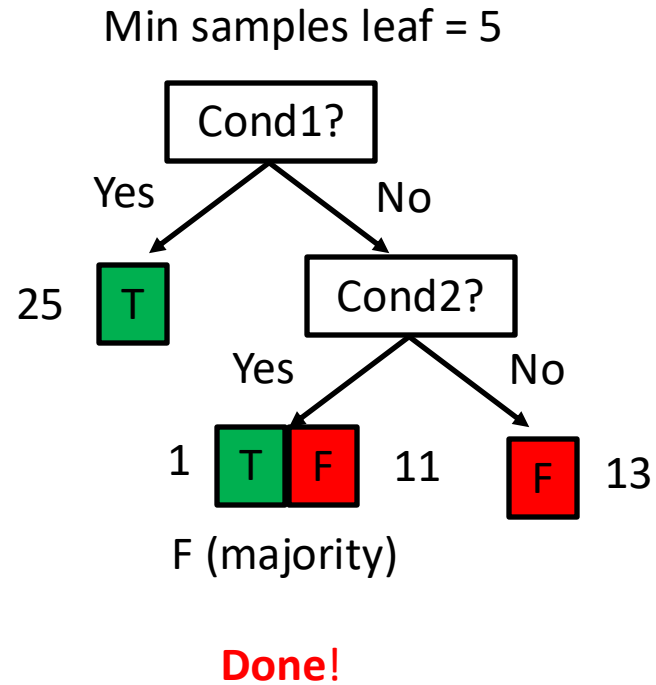 Min samples leaf = 5
Cond1?
Yes
No
25
T
Cond2?
Yes
No
1
T
F
11
F
13
F (majority)
Done!